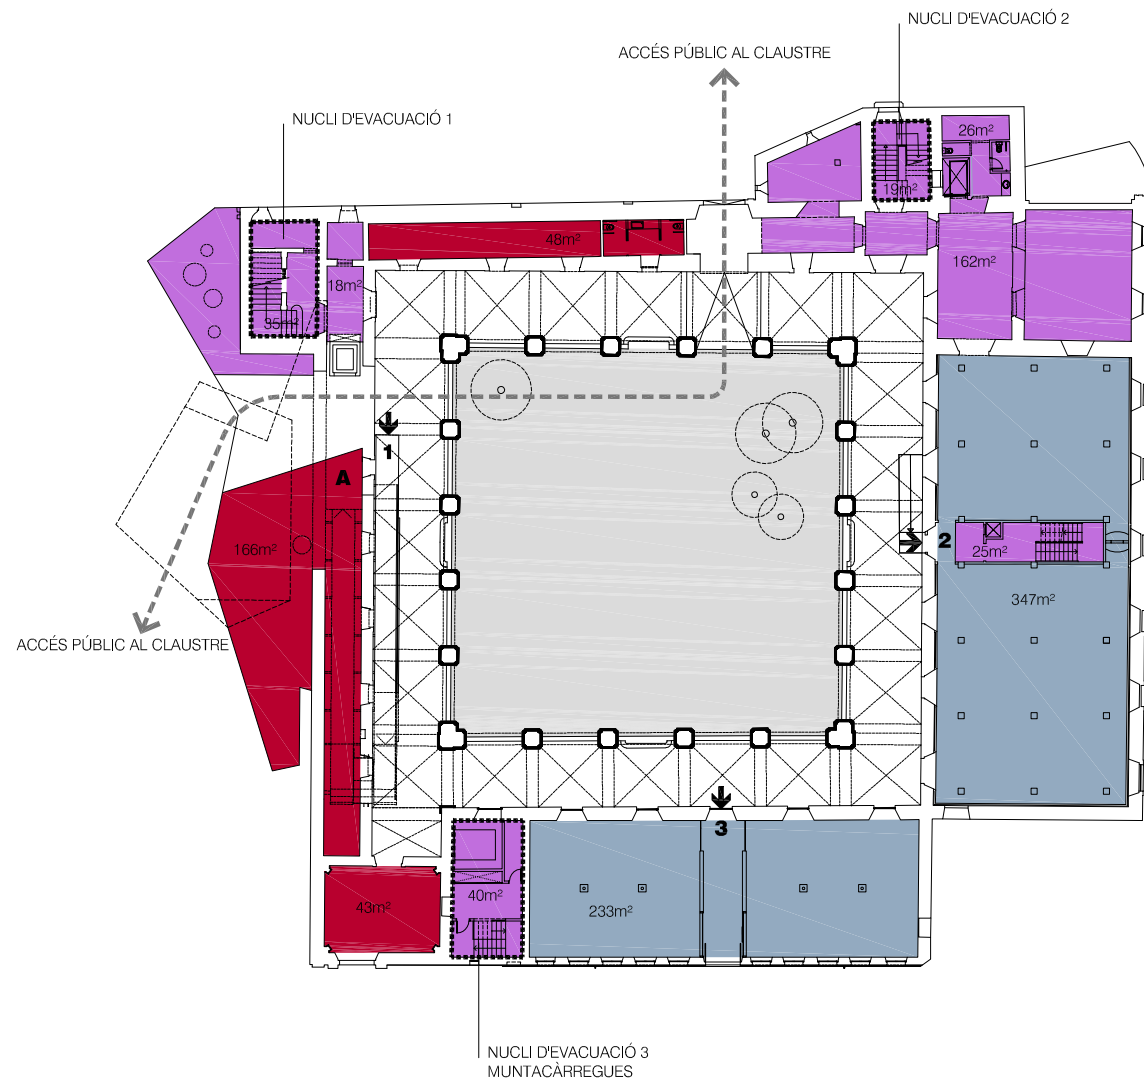 NUCLI D'EVACUACIÓ 2
ACCÉS PÚBLIC AL CLAUSTRE
NUCLI D'EVACUACIÓ 1
26m²
19m²
48m²
162m²
18m²
35m²
1
A
166m²
2
25m²
347m²
ACCÉS PÚBLIC AL CLAUSTRE
3
40m²
43m²
233m²
NUCLI D'EVACUACIÓ 3
MUNTACÀRREGUES